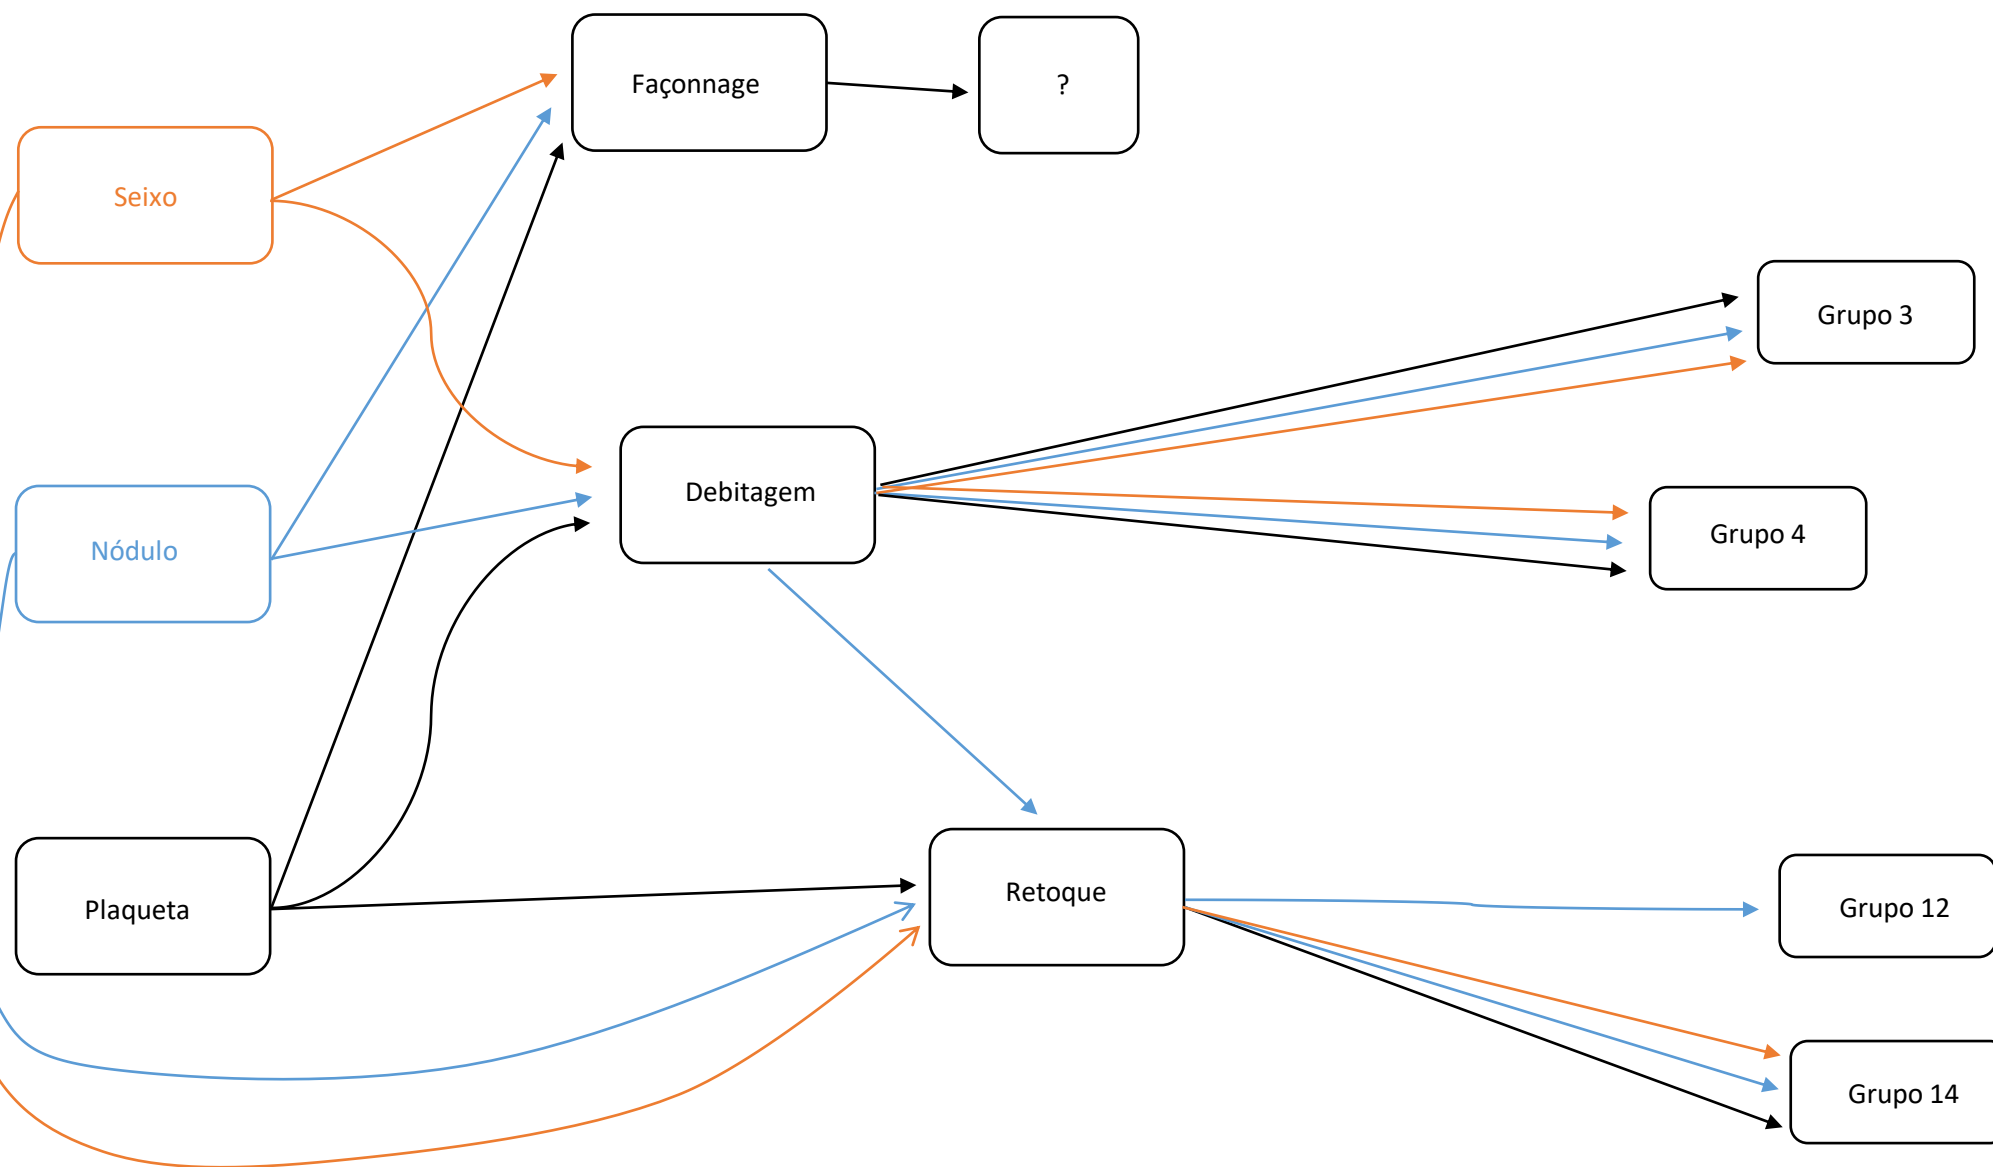 Façonnage
?
Seixo
Grupo 3
Debitagem
Grupo 4
Nódulo
Retoque
Plaqueta
Grupo 12
Grupo 14